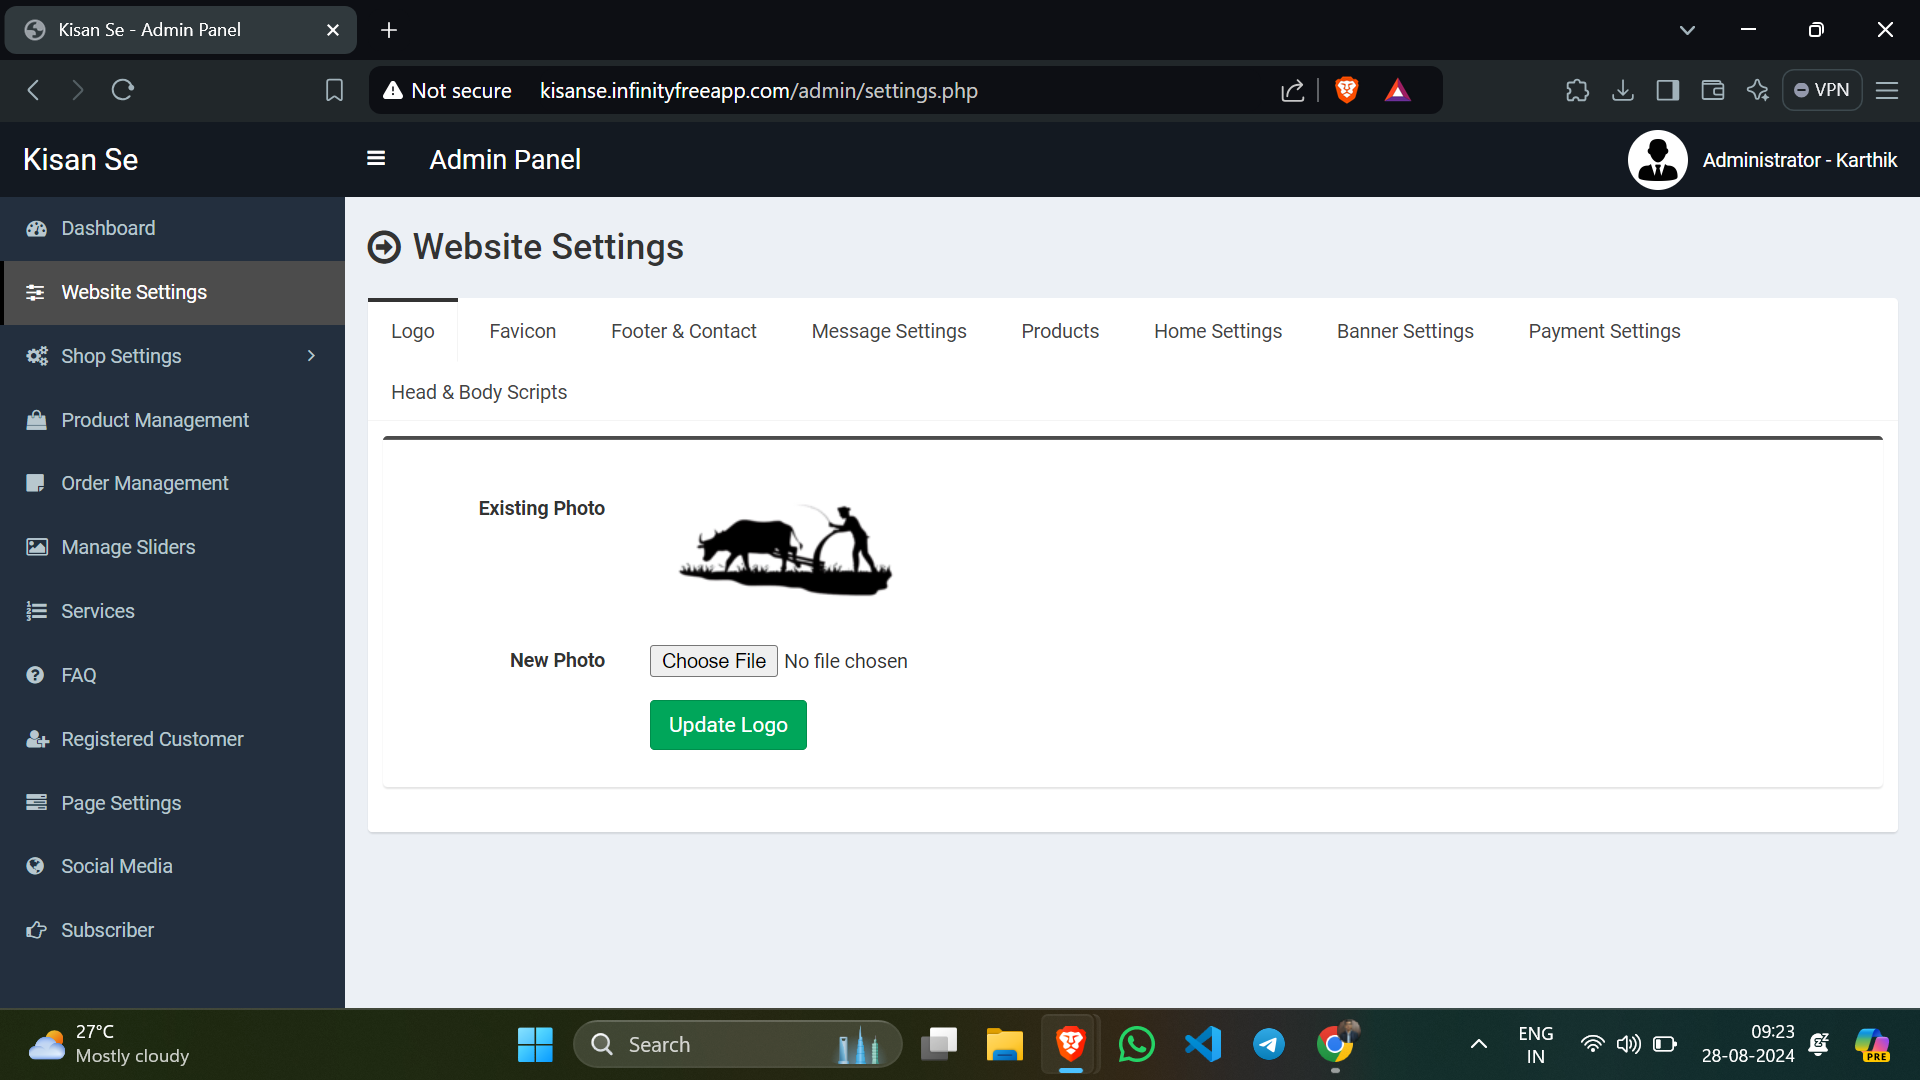 Kisan Se - Admin Panel
Not secure kisanse.infinityfreeapp.com/admin/settings.php
VPN
Kisan Se
Admin Panel
Administrator - Karthik
Dashboard
Website Settings
Shop Settings
Product Management
Order Management
Manage Sliders
Services
FAQ
Registered Customer
Page Settings
Social Media
Subscriber
Website Settings
Logo Favicon Footer & Contact Message Settings Products Home Settings Banner Settings Payment Settings
Head & Body Scripts
Existing Photo
New Photo Choose File No file chosen
Update Logo
27°C
Mostly cloudy
Search
ENG
IN
09:23
28-08-2024
PRE